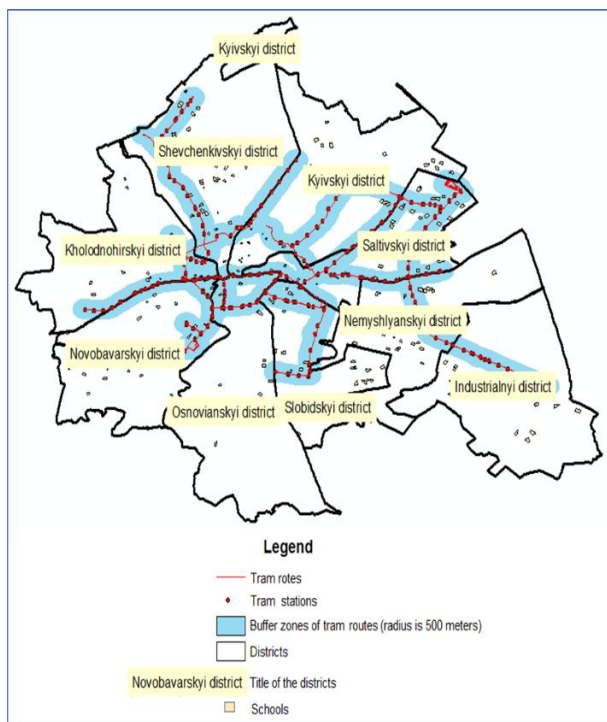 Kyivskyi district
Shevchenkivskyi district
Kyivskyi district
Kholodnohirskyi district
Saltivskyi district
Nemyshlyanskyi district
Novobavarskyi district
Industrialnyi district
Osnovianskyi district
Slobidskyi district
Legend
Tram rotes
Tram stations
Buffer zones of tram routes (radius is 500 meters)
Districts
Novobavarskyi district Title of the districts
Schools